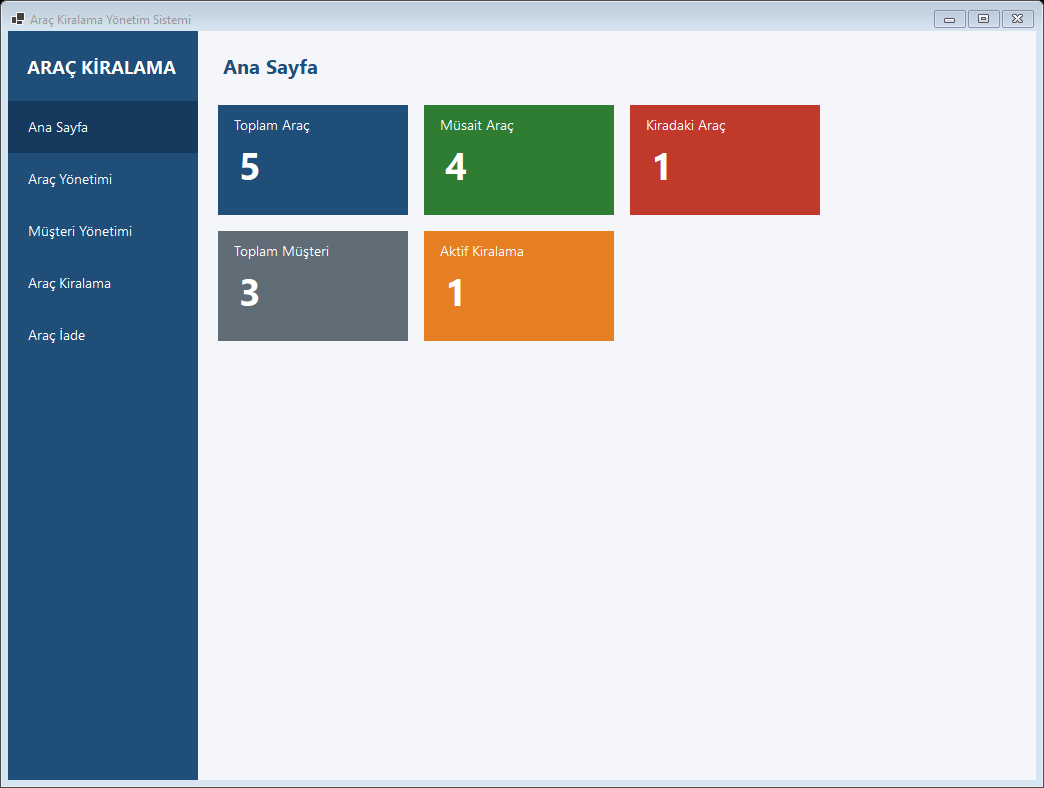 Araç Kiralama Yönetim Sistemi
ARAÇ KİRALAMA
Ana Sayfa
Araç Yönetimi
Müşteri Yönetimi
Araç Kiralama
Araç İade
Ana Sayfa
Toplam Araç
5
Müsait Araç
4
Kiradaki Araç
1
Toplam Müşteri
3
Aktif Kiralama
1